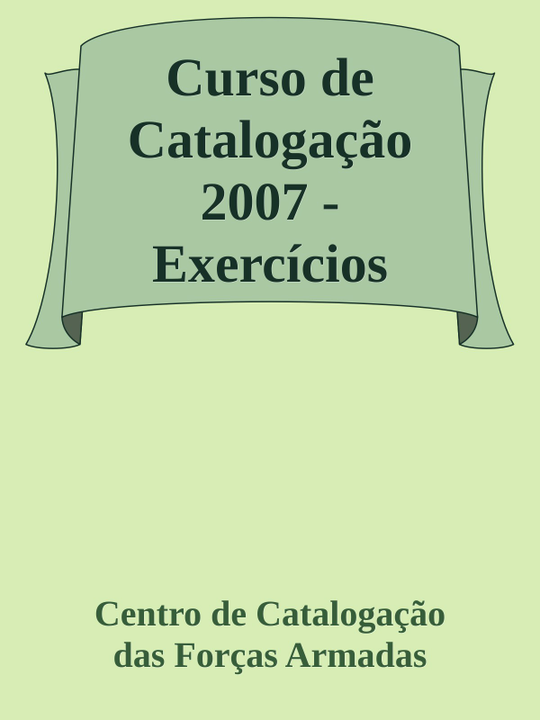 Curso de
Catalogação
2007 -
Exercícios
Centro de Catalogação
das Forças Armadas